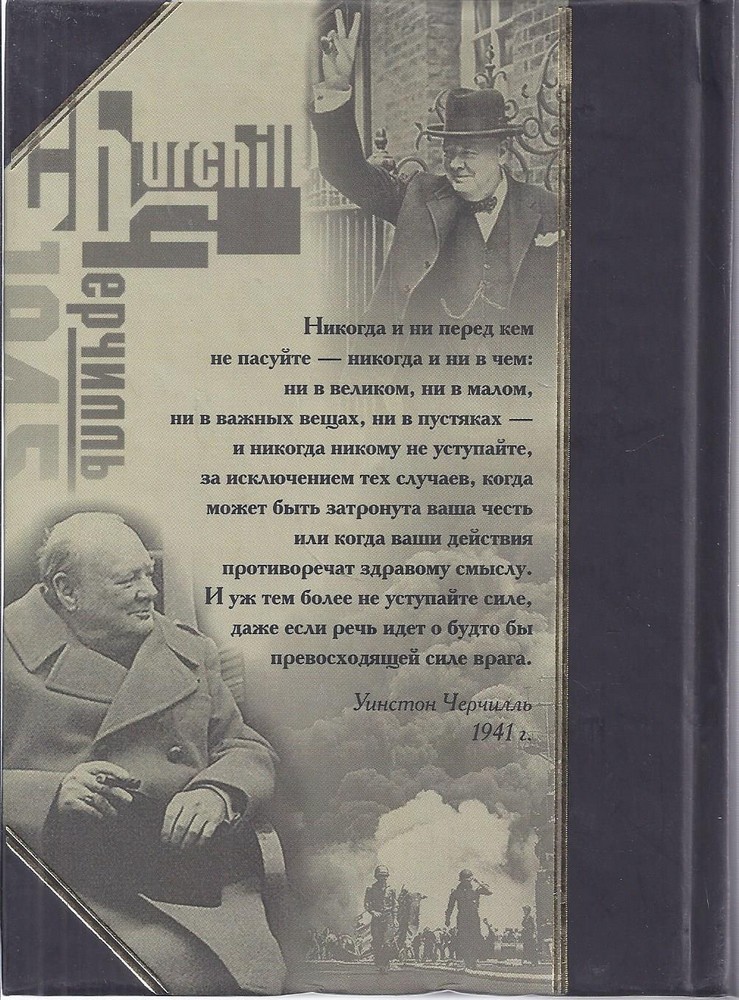 Churchill
Черчилль
1945
Никогда и ни перед кем
не пасуйте — никогда и ни в чем:
ни в великом, ни в малом,
ни в важных вещах, ни в пустяках —
и никогда никому не уступайте,
за исключением тех случаев, когда
может быть затронута ваша честь
или когда ваши действия
противоречат здравому смыслу.
И уж тем более не уступайте силе,
даже если речь идет о будто бы
превосходящей силе врага.
Уинстон Черчилль
1941 г.